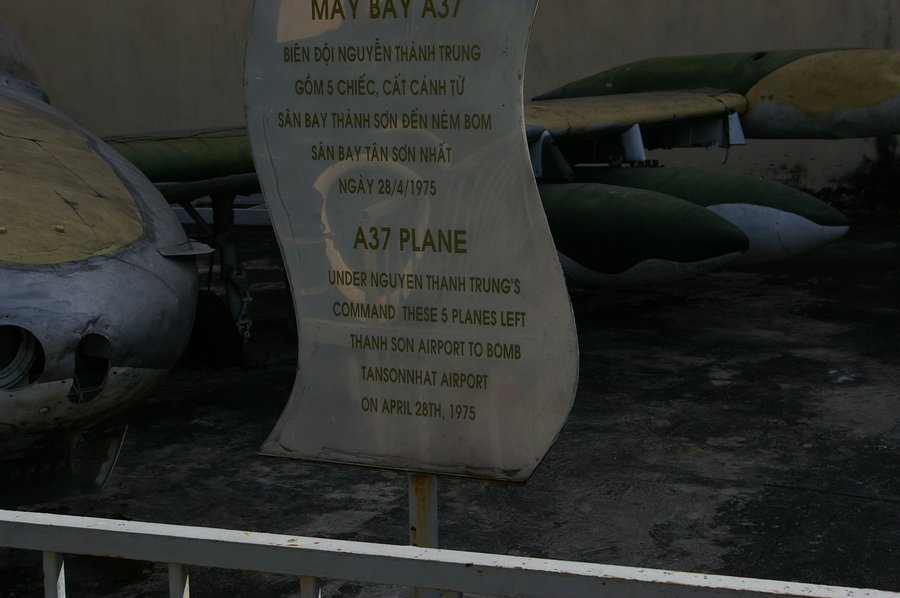 MÁY BAY A37
BIÊN ĐỘI NGUYỄN THÀNH TRUNG
GỒM 5 CHIẾC, CẤT CÁNH TỪ
SÂN BAY THÀNH SƠN ĐẾN NÉM BOM
SÂN BAY TÂN SƠN NHẤT
NGÀY 28/4/1975
A37 PLANE
UNDER NGUYEN THANH TRUNG'S
COMMAND THESE 5 PLANES LEFT
THANH SON AIRPORT TO BOMB
TANSONNHAT AIRPORT
ON APRIL 28TH, 1975